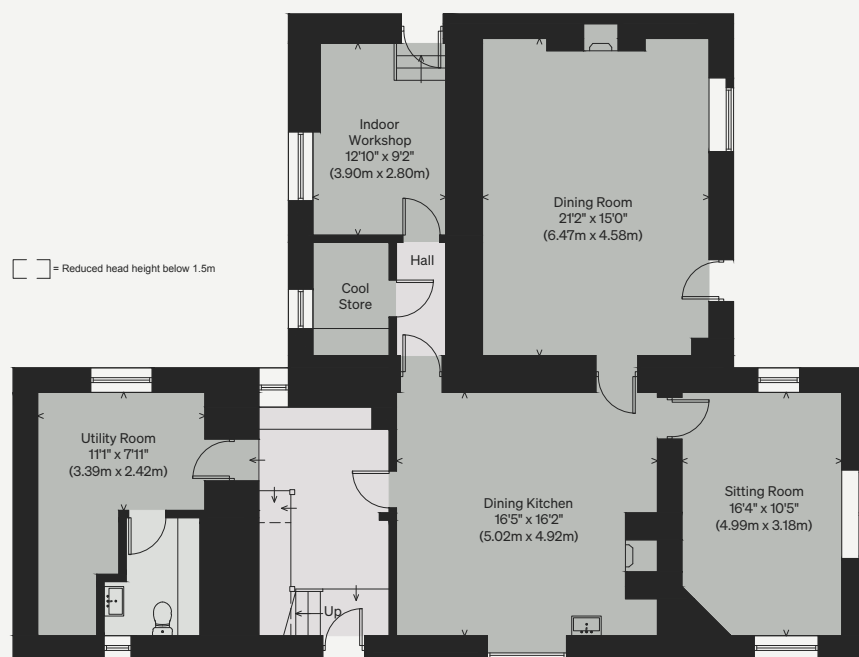 Indoor
Workshop
12'10" x 9'2"
(3.90m x 2.80m)
Dining Room
21'2" x 15'0"
(6.47m x 4.58m)
Hall
= Reduced head height below 1.5m
Cool
Store
Utility Room
11'1" x 7'11"
(3.39m x 2.42m)
Dining Kitchen
16'5" x 16'2"
(5.02m x 4.92m)
Sitting Room
16'4" x 10'5"
(4.99m x 3.18m)
Up